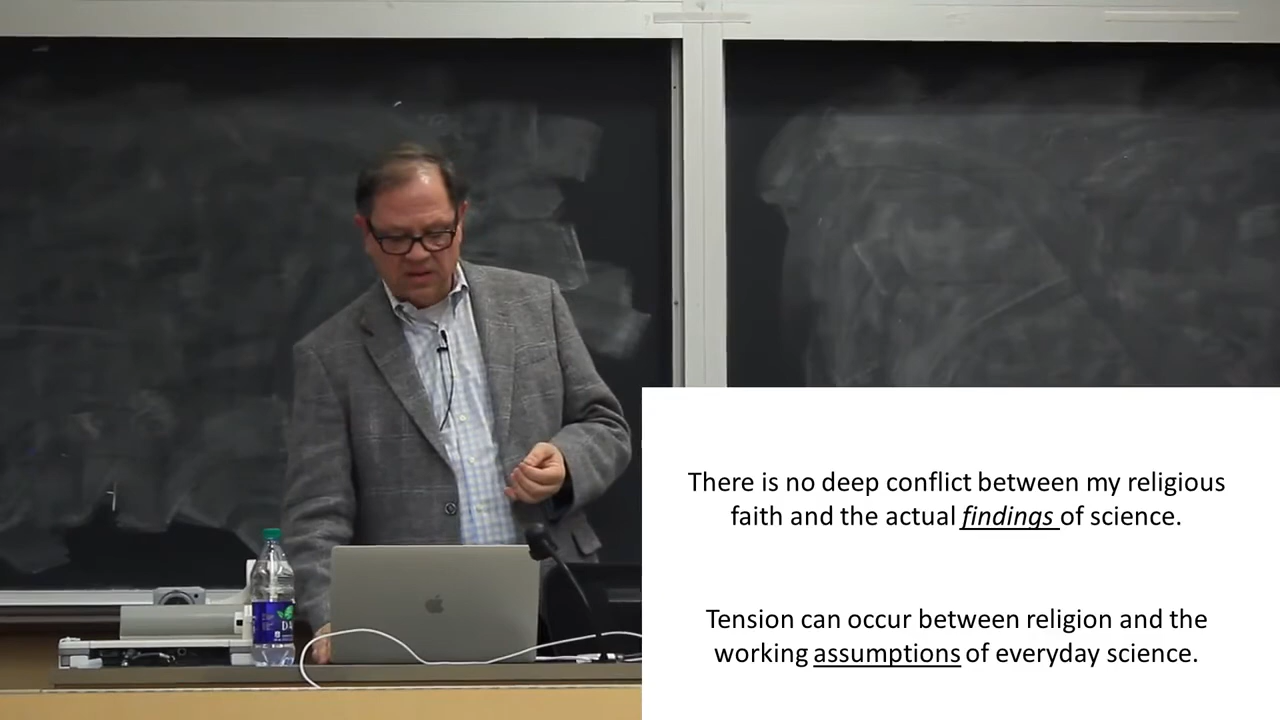 There is no deep conflict between my religious
faith and the actual findings of science.
Tension can occur between religion and the
working assumptions of everyday science.